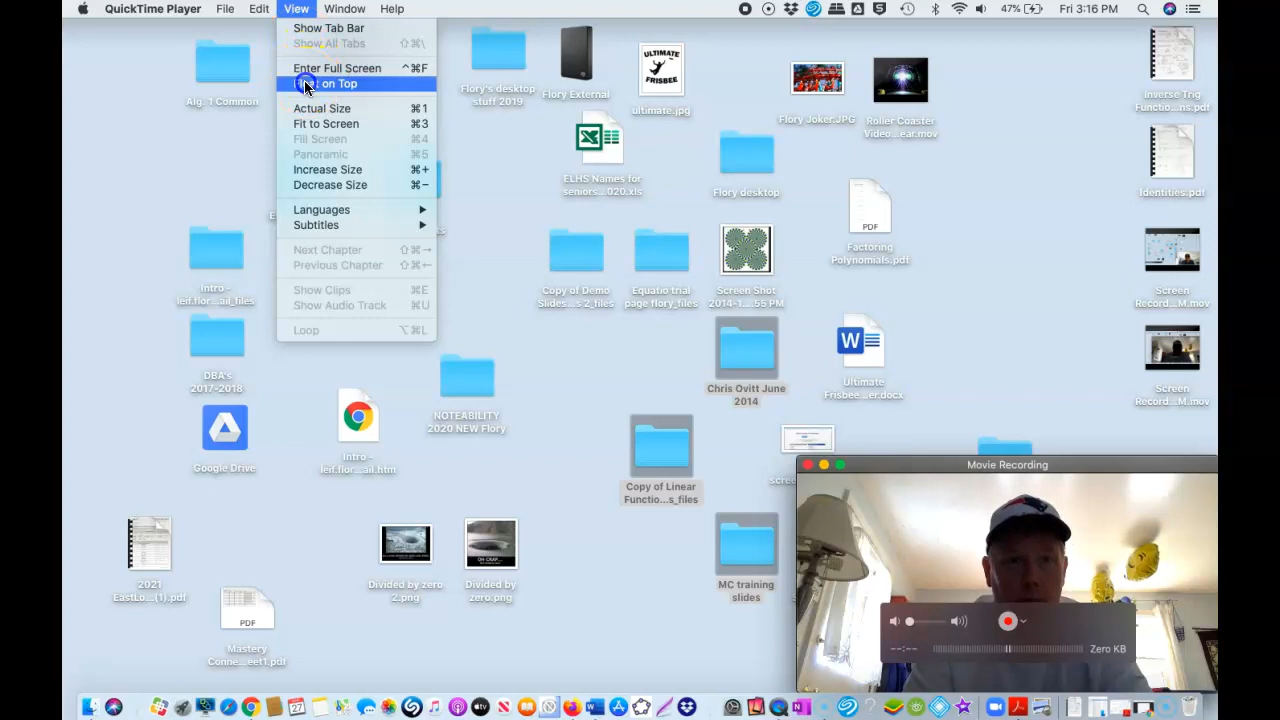 QuickTime Player File Edit View Window Help 47% Fri 3:16 PM
Show Tab Bar
Show All Tabs ⇧⌘\
Enter Full Screen ^⌘F
on Top
Actual Size ⌘1
Fit to Screen ⌘3
Fill Screen ⌘4
Panoramic ⌘5
Increase Size ⌘+
Decrease Size ⌘−
Languages
Subtitles
Next Chapter ⇧⌘→
Previous Chapter ⇧⌘←
Show Clips ⌘E
Show Audio Track ⌘U
Loop ⌥⌘L
Alg. 1 Common
Flory's desktop
stuff 2019
Flory External
ULTIMATE
FRISBEE
ultimate.jpg
Flory Joker.JPG
Roller Coaster
Video...ear.mov
Inverse Trig
Functio...ns.pdf
ELHS Names for
seniors...020.xls
Flory desktop
PDF
Factoring
Polynomials.pdf
Identities.pdf
Intro -
leif.flor...ail_files
Copy of Demo
Slides...s 2_files
Equatio trial
page flory_files
Screen Shot
2014-1....55 PM
Screen
Record...M.mov
DBA's
2017-2018
NOTEABILITY
2020 NEW Flory
Chris Ovitt June
2014
Ultimate
Frisbee...er.docx
Screen
Record...M.mov
Google Drive
Intro -
leif.flor...ail.htm
Copy of Linear
Functio...s_files
Movie Recording
2021
EastLo...(1).pdf
Divided by zero
2.png
Divided by
zero.png
MC training
slides
PDF
Mastery
Conne...eet1.pdf
--:-- Zero KB